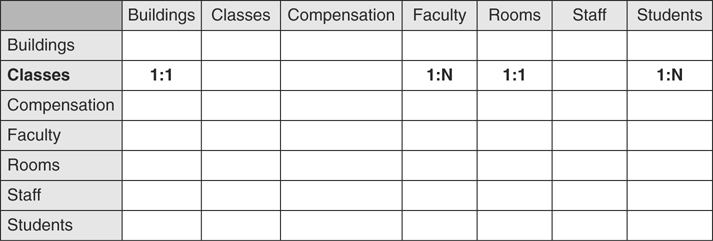 Buildings Classes Compensation Faculty Rooms Staff Students
Buildings
Classes 1:1 1:N 1:1 1:N
Compensation
Faculty
Rooms
Staff
Students